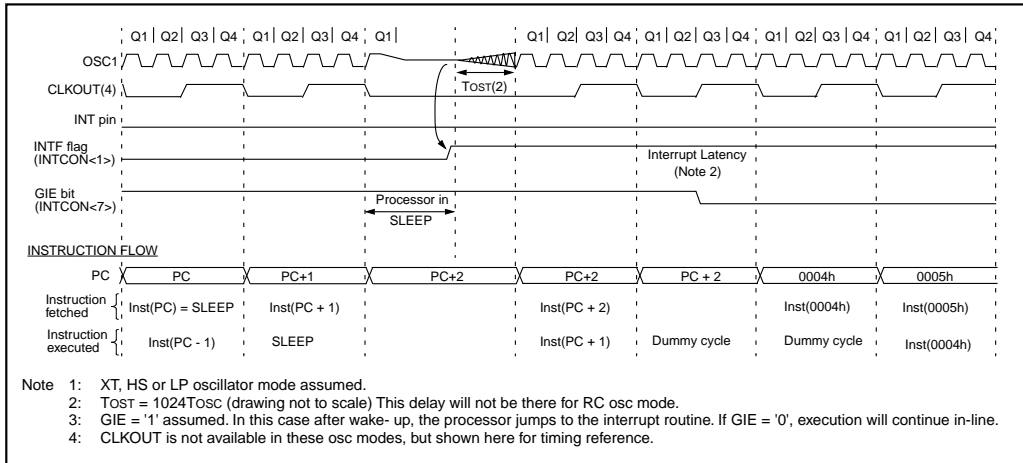 Q1 Q2 Q3 Q4 Q1 Q2 Q3 Q4 Q1 Q1 Q2 Q3 Q4 Q1 Q2 Q3 Q4 Q1 Q2 Q3 Q4 Q1 Q2 Q3 Q4
OSC1
TOST(2)
CLKOUT(4)
INT pin
INTF flag
(INTCON<1>)
Interrupt Latency
(Note 2)
GIE bit
(INTCON<7>)
Processor in
SLEEP
INSTRUCTION FLOW
PC PC PC+1 PC+2 PC+2 PC + 2 0004h 0005h
Instruction
fetched
Inst(PC) = SLEEP Inst(PC + 1) Inst(PC + 2) Inst(0004h) Inst(0005h)
Instruction
executed
Inst(PC - 1) SLEEP Inst(PC + 1) Dummy cycle Dummy cycle Inst(0004h)
Note 1: XT, HS or LP oscillator mode assumed.
2: TOST = 1024TOSC (drawing not to scale) This delay will not be there for RC osc mode.
3: GIE = '1' assumed. In this case after wake- up, the processor jumps to the interrupt routine. If GIE = '0', execution will continue in-line.
4: CLKOUT is not available in these osc modes, but shown here for timing reference.